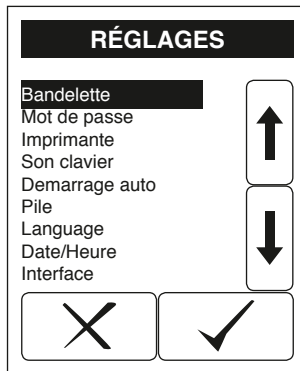 RÉGLAGES
Bandelette
Mot de passe
Imprimante
Son clavier
Demarrage auto
Pile
Language
Date/Heure
Interface